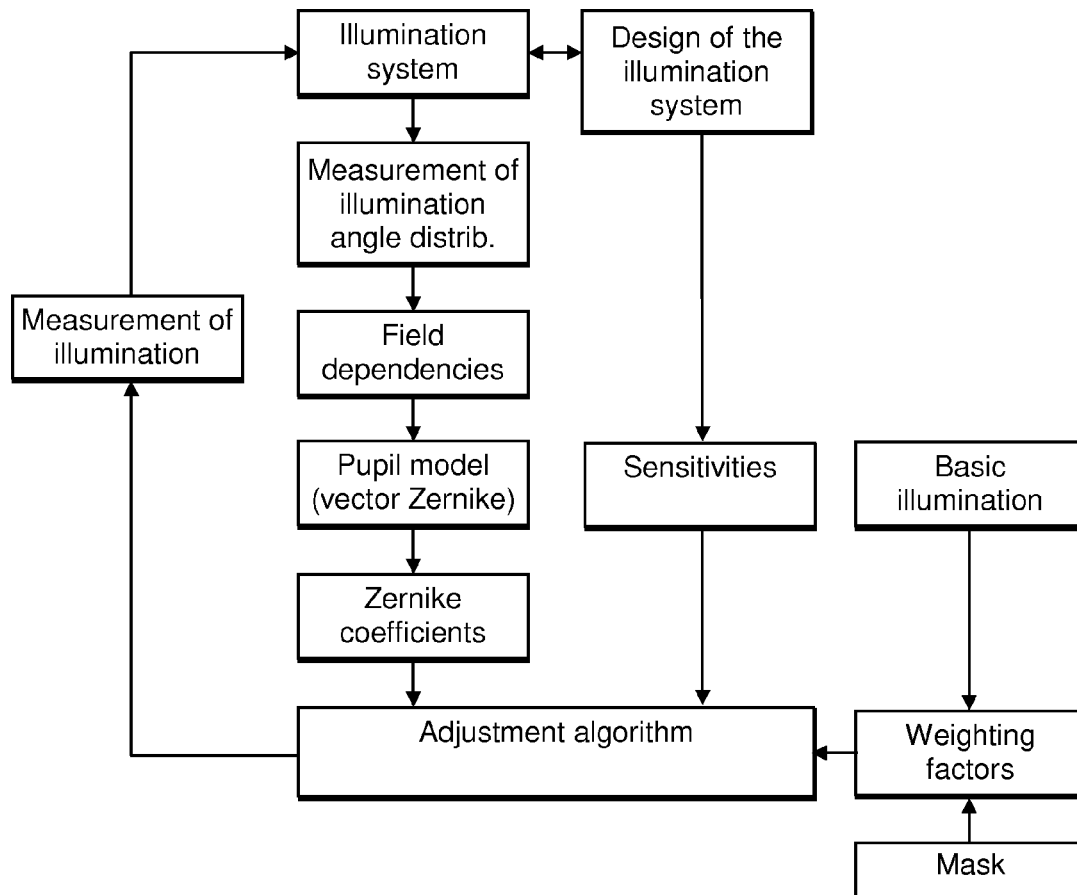 Illumination
system
Design of the
illumination
system
Measurement of
illumination
angle distrib.
Measurement of
illumination
Field
dependencies
Pupil model
(vector Zernike)
Sensitivities
Basic
illumination
Zernike
coefficients
Adjustment algorithm
Weighting
factors
Mask